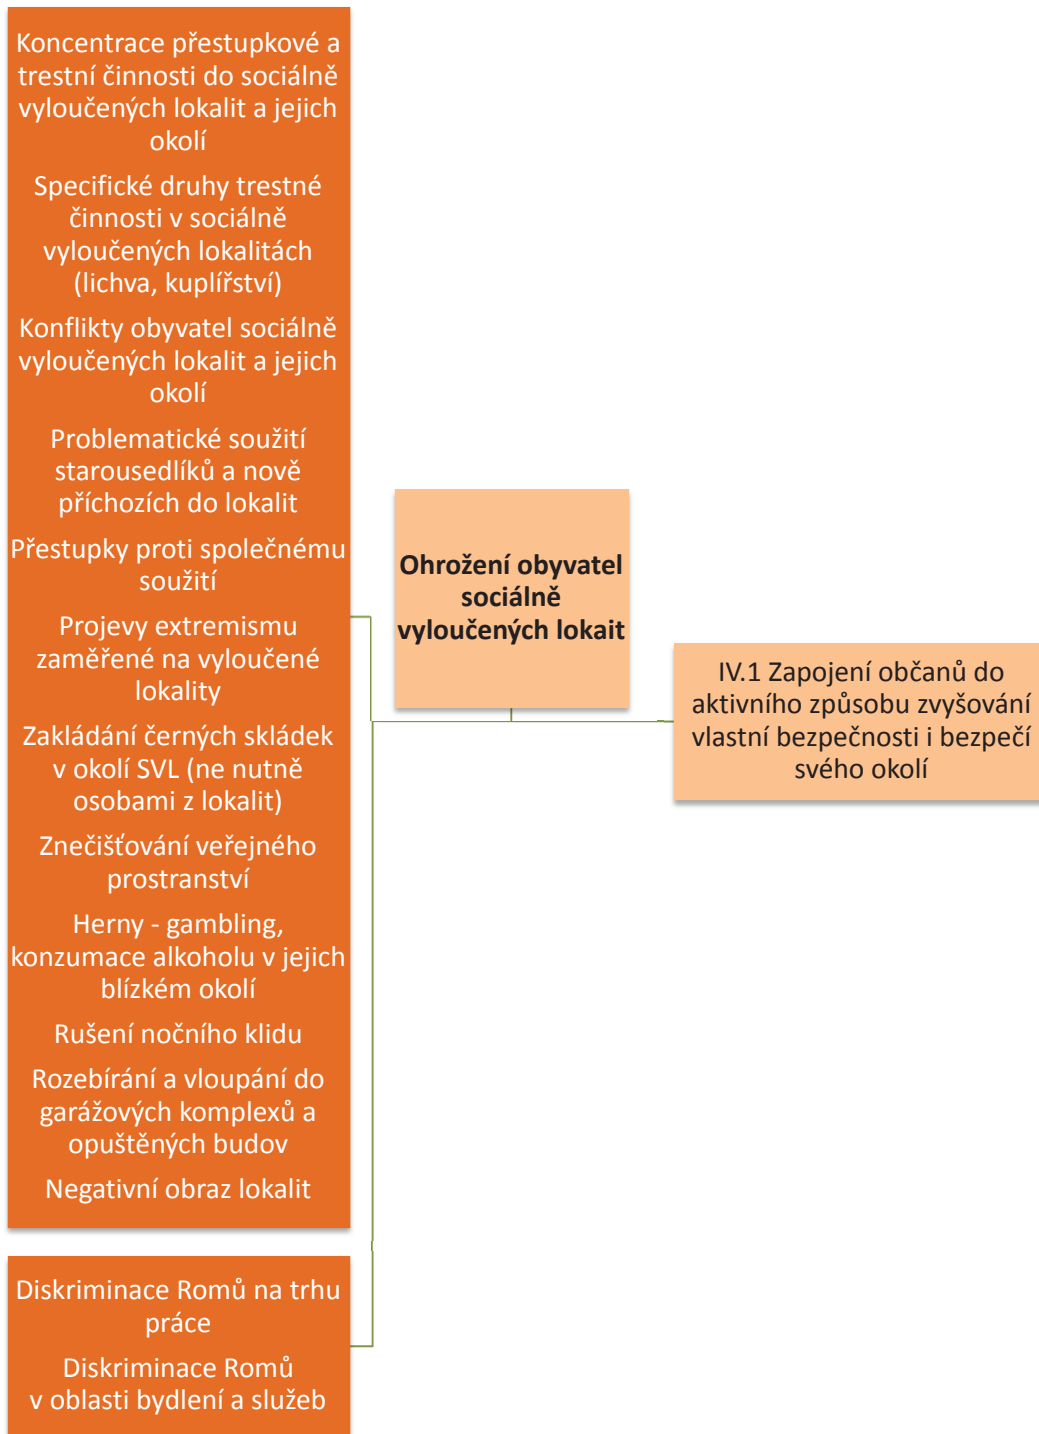 Koncentrace přestupkové a
trestní činnosti do sociálně
vyloučených lokalit a jejich
okolí
Specifické druhy trestné
činnosti v sociálně
vyloučených lokalitách
(lichva, kuplířství)
Konflikty obyvatel sociálně
vyloučených lokalit a jejich
okolí
Problematické soužití
starousedlíků a nově
příchozích do lokalit
Přestupky proti společnému
soužití
Projevy extremismu
zaměřené na vyloučené
lokality
Zakládání černých skládek
v okolí SVL (ne nutně
osobami z lokalit)
Znečišťování veřejného
prostranství
Herny - gambling,
konzumace alkoholu v jejich
blízkém okolí
Rušení nočního klidu
Rozebírání a vloupání do
garážových komplexů a
opuštěných budov
Negativní obraz lokalit
Diskriminace Romů na trhu
práce
Diskriminace Romů
v oblasti bydlení a služeb
Ohrožení obyvatel
sociálně
vyloučených lokait
IV.1 Zapojení občanů do
aktivního způsobu zvyšování
vlastní bezpečnosti i bezpečí
svého okolí